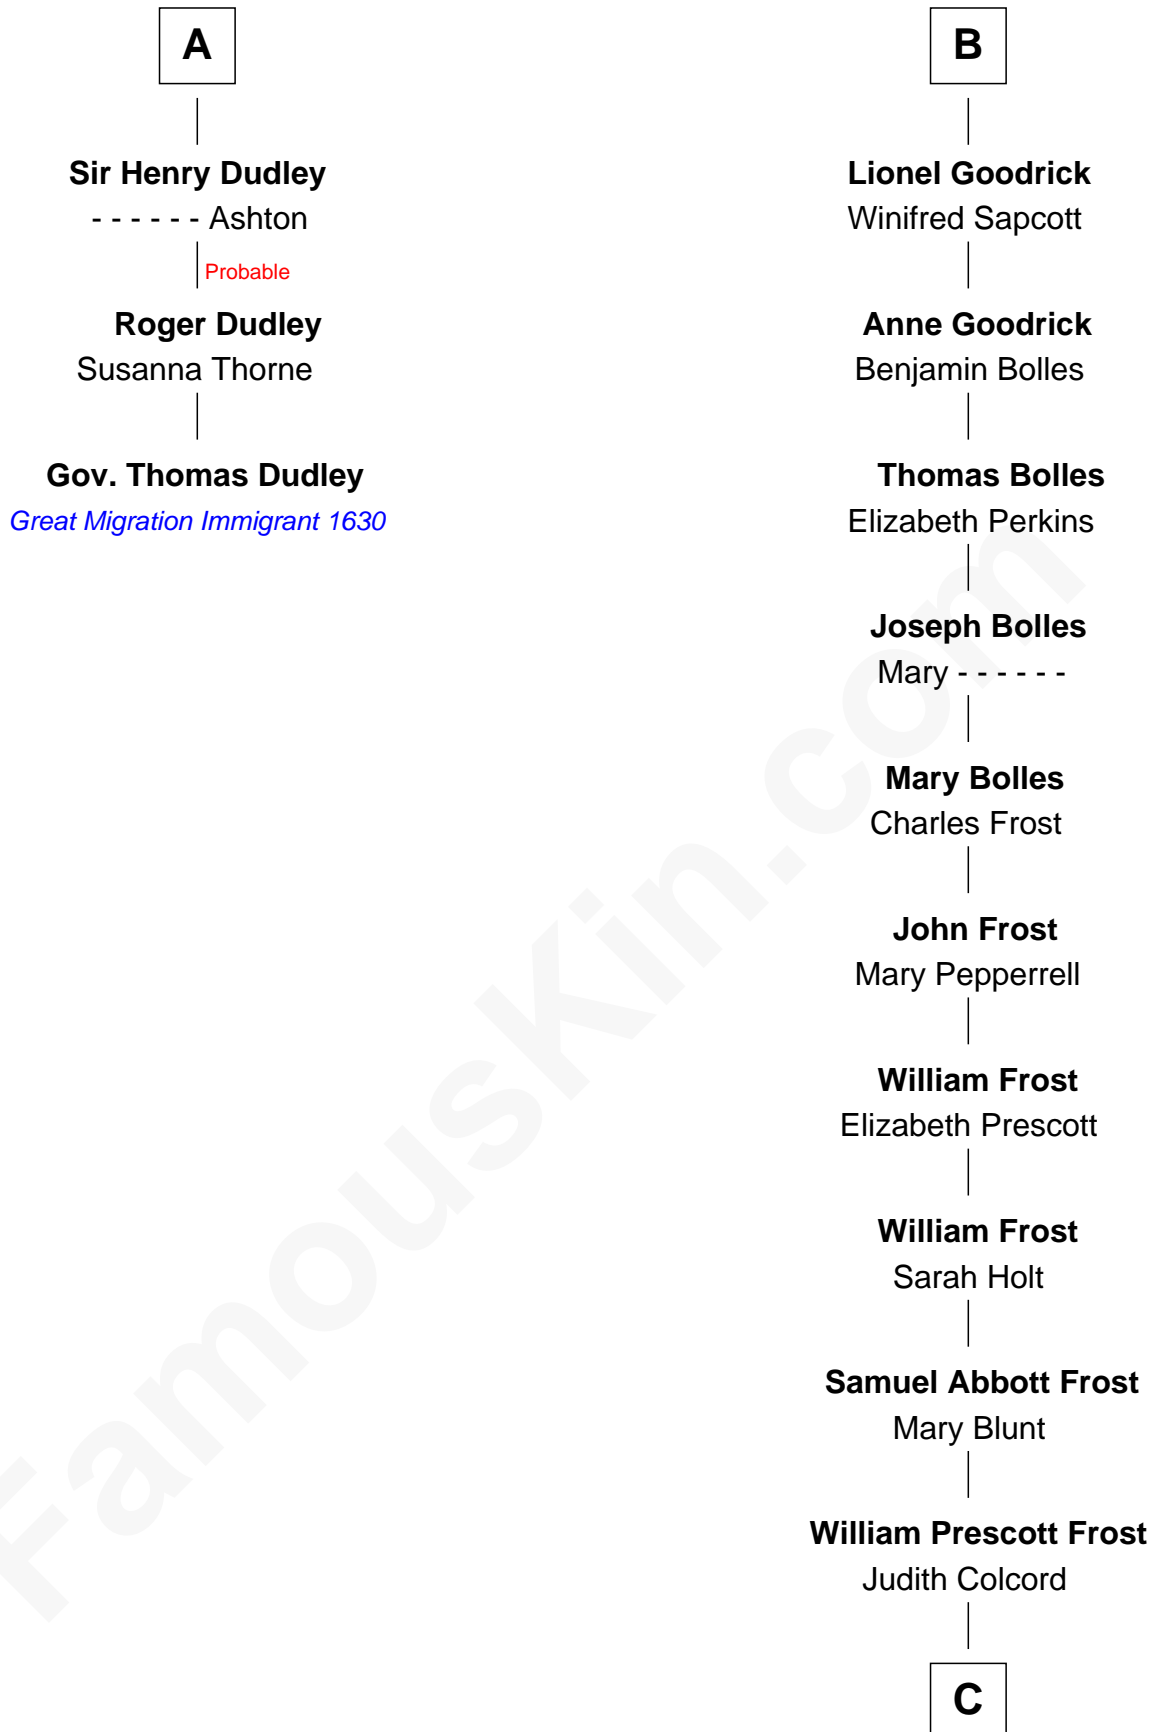 A
Sir Henry Dudley
- - - - - - Ashton
Probable
Roger Dudley
Susanna Thorne
Gov. Thomas Dudley
Great Migration Immigrant 1630
B
Lionel Goodrick
Winifred Sapcott
Anne Goodrick
Benjamin Bolles
Thomas Bolles
Elizabeth Perkins
Joseph Bolles
Mary - - - - - -
Mary Bolles
Charles Frost
John Frost
Mary Pepperrell
William Frost
Elizabeth Prescott
William Frost
Sarah Holt
Samuel Abbott Frost
Mary Blunt
William Prescott Frost
Judith Colcord
C
FamousKin.com